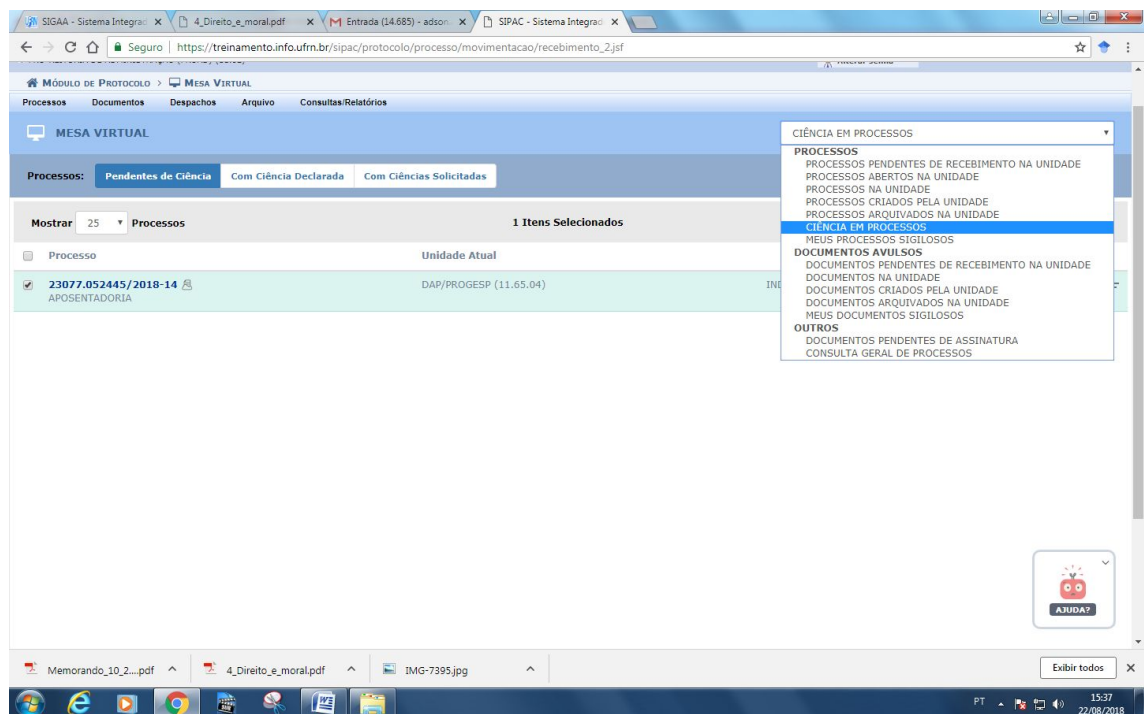 SIGAA - Sistema Integrad
4_Direito_e_moral.pdf
Entrada (14.685) - adson.
SIPAC - Sistema Integrad
Seguro | https://treinamento.info.ufrn.br/sipac/protocolo/processo/movimentacao/recebimento_2.jsf
MÓDULO DE PROTOCOLO > MESA VIRTUAL
Processos Documentos Despachos Arquivo Consultas/Relatórios
MESA VIRTUAL
CIÊNCIA EM PROCESSOS
Processos: Pendentes de Ciência Com Ciência Declarada Com Ciências Solicitadas
PROCESSOS
PROCESSOS PENDENTES DE RECEBIMENTO NA UNIDADE
PROCESSOS ABERTOS NA UNIDADE
PROCESSOS NA UNIDADE
PROCESSOS CRIADOS PELA UNIDADE
PROCESSOS ARQUIVADOS NA UNIDADE
CIÊNCIA EM PROCESSOS
MEUS PROCESSOS SIGILOSOS
DOCUMENTOS AVULSOS
DOCUMENTOS PENDENTES DE RECEBIMENTO NA UNIDADE
DOCUMENTOS NA UNIDADE
DOCUMENTOS CRIADOS PELA UNIDADE
DOCUMENTOS ARQUIVADOS NA UNIDADE
MEUS DOCUMENTOS SIGILOSOS
OUTROS
DOCUMENTOS PENDENTES DE ASSINATURA
CONSULTA GERAL DE PROCESSOS
Mostrar 25 Processos
1 Itens Selecionados
Processo Unidade Atual
23077.052445/2018-14 DAP/PROGESP (11.65.04)
APOSENTADORIA
AJUDA?
Memorando_10_2....pdf 4_Direito_e_moral.pdf IMG-7395.jpg Exibir todos
PT 15:37
22/08/2018